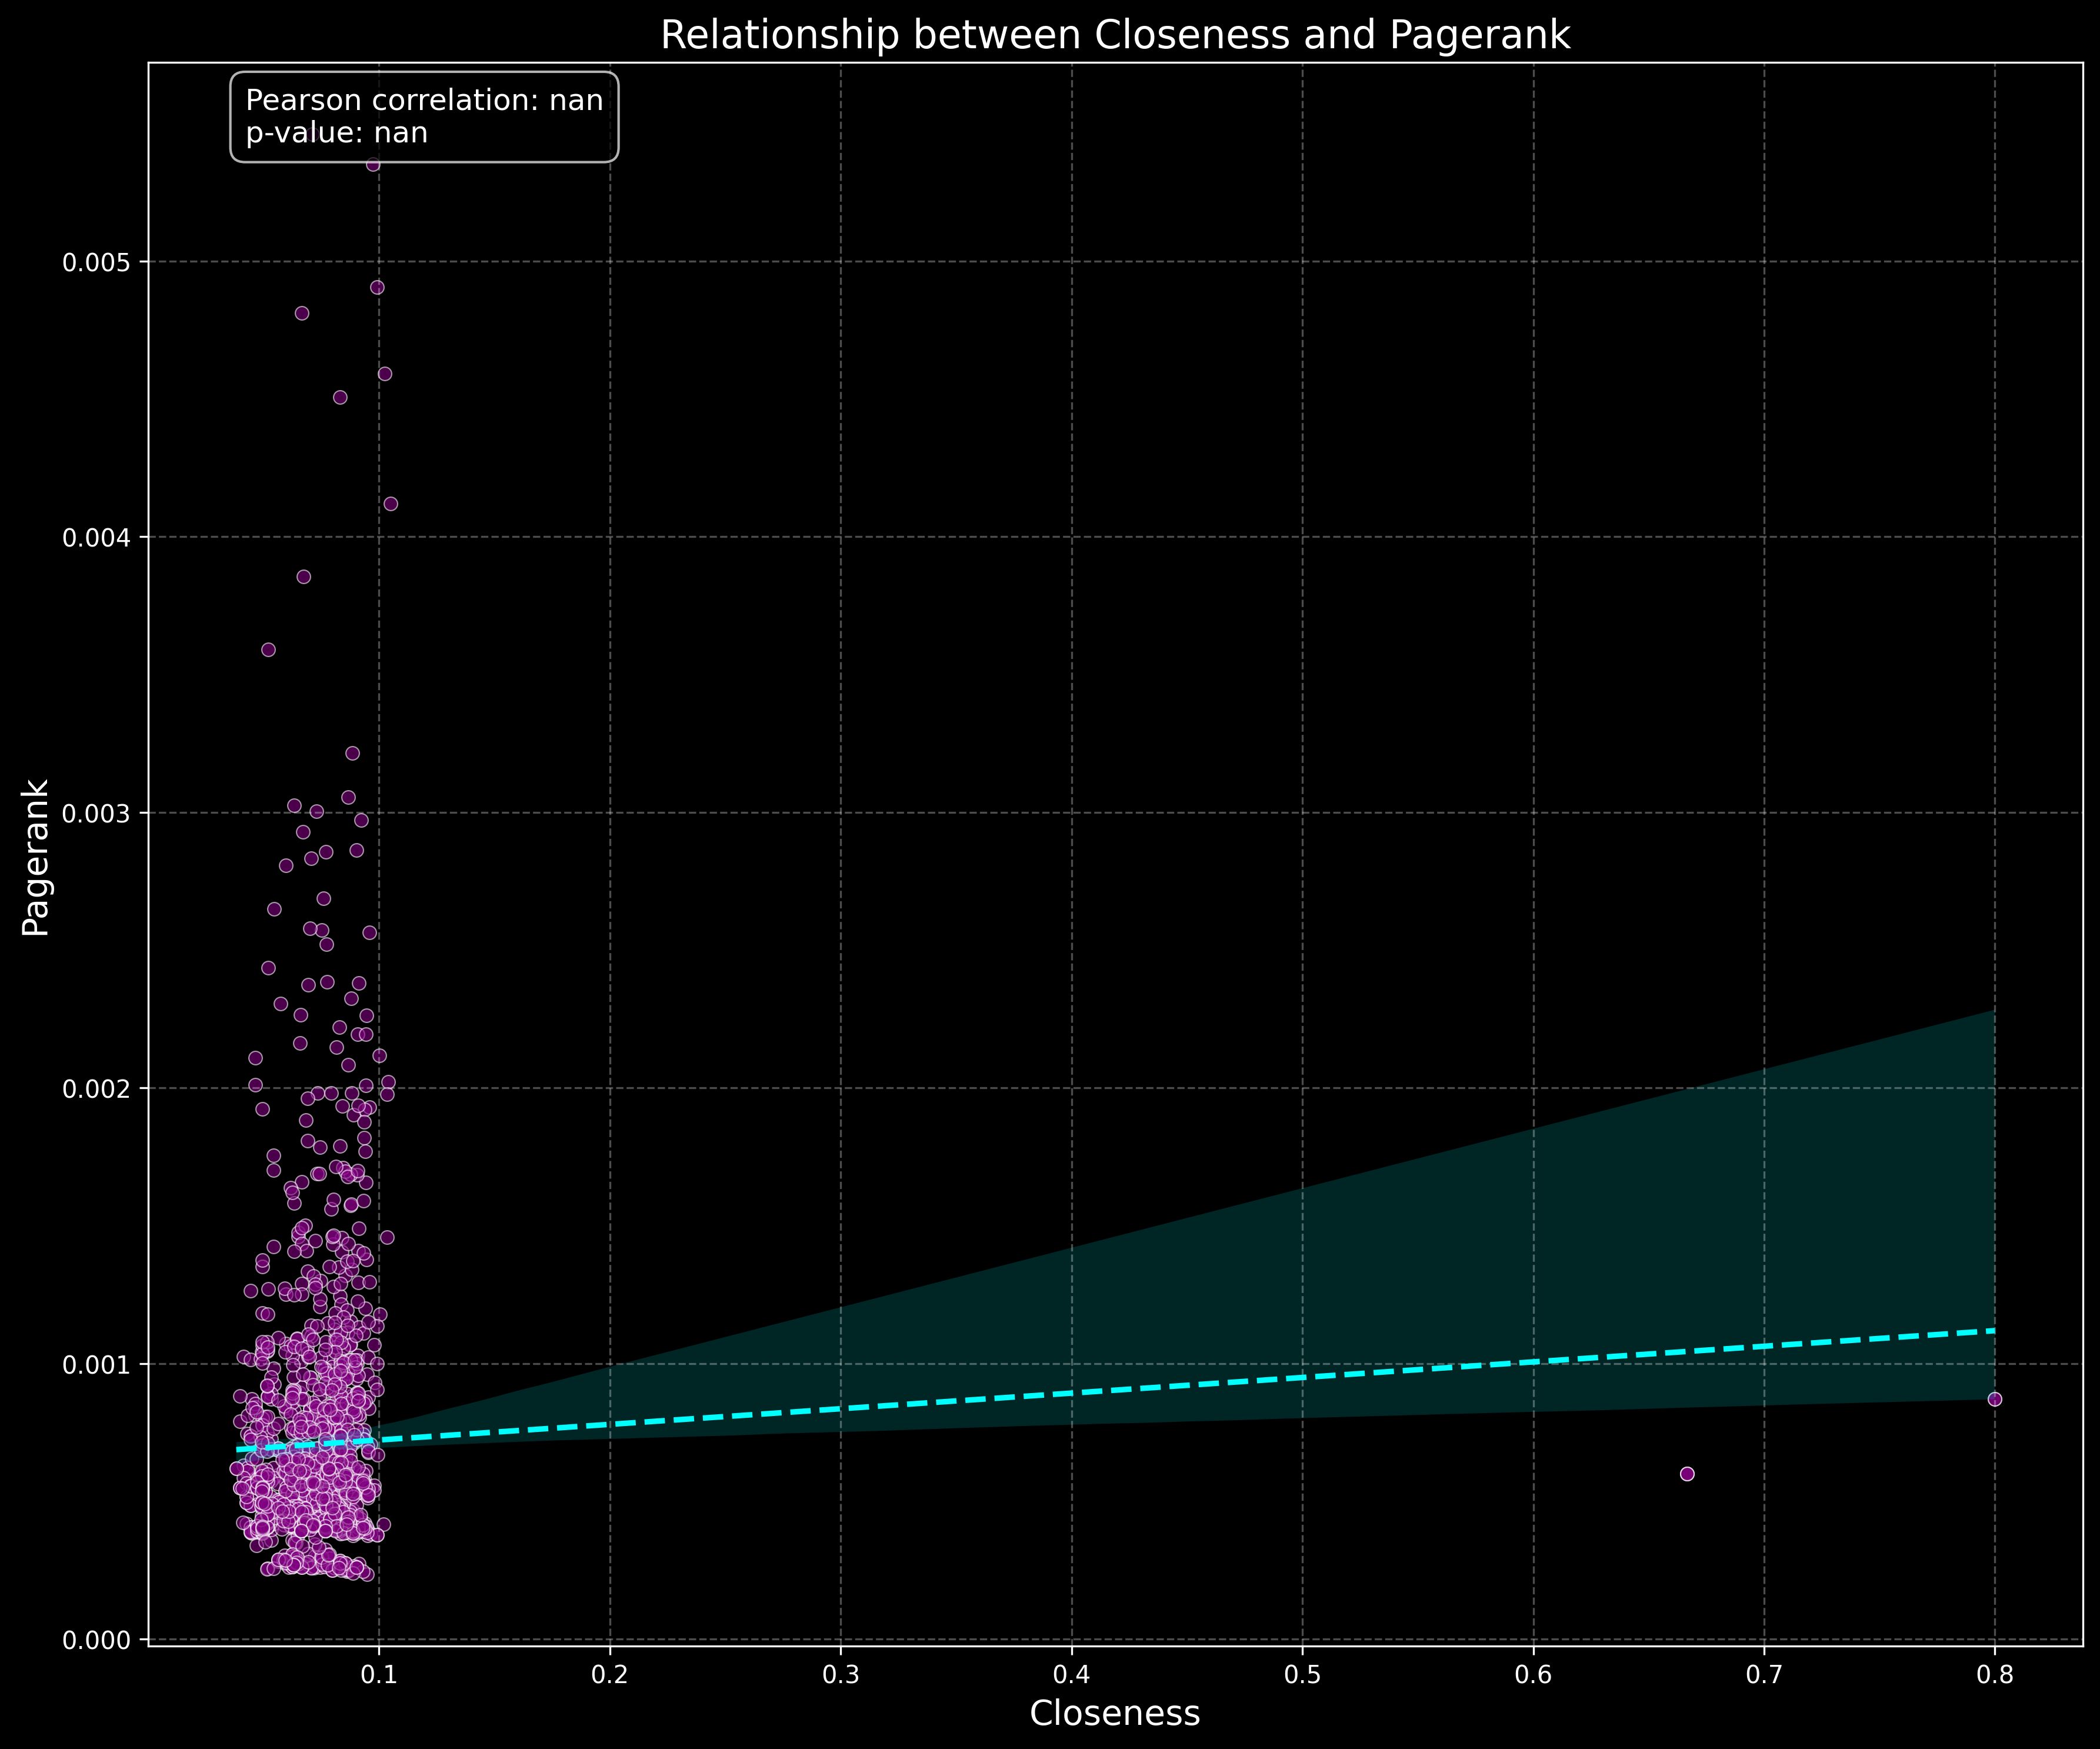 Relationship between Closeness and Pagerank
Pearson correlation: nan
p-value: nan
Pagerank
0.005
0.004
0.003
0.002
0.001
0.000
0.1 0.2 0.3 0.4 0.5 0.6 0.7 0.8
Closeness